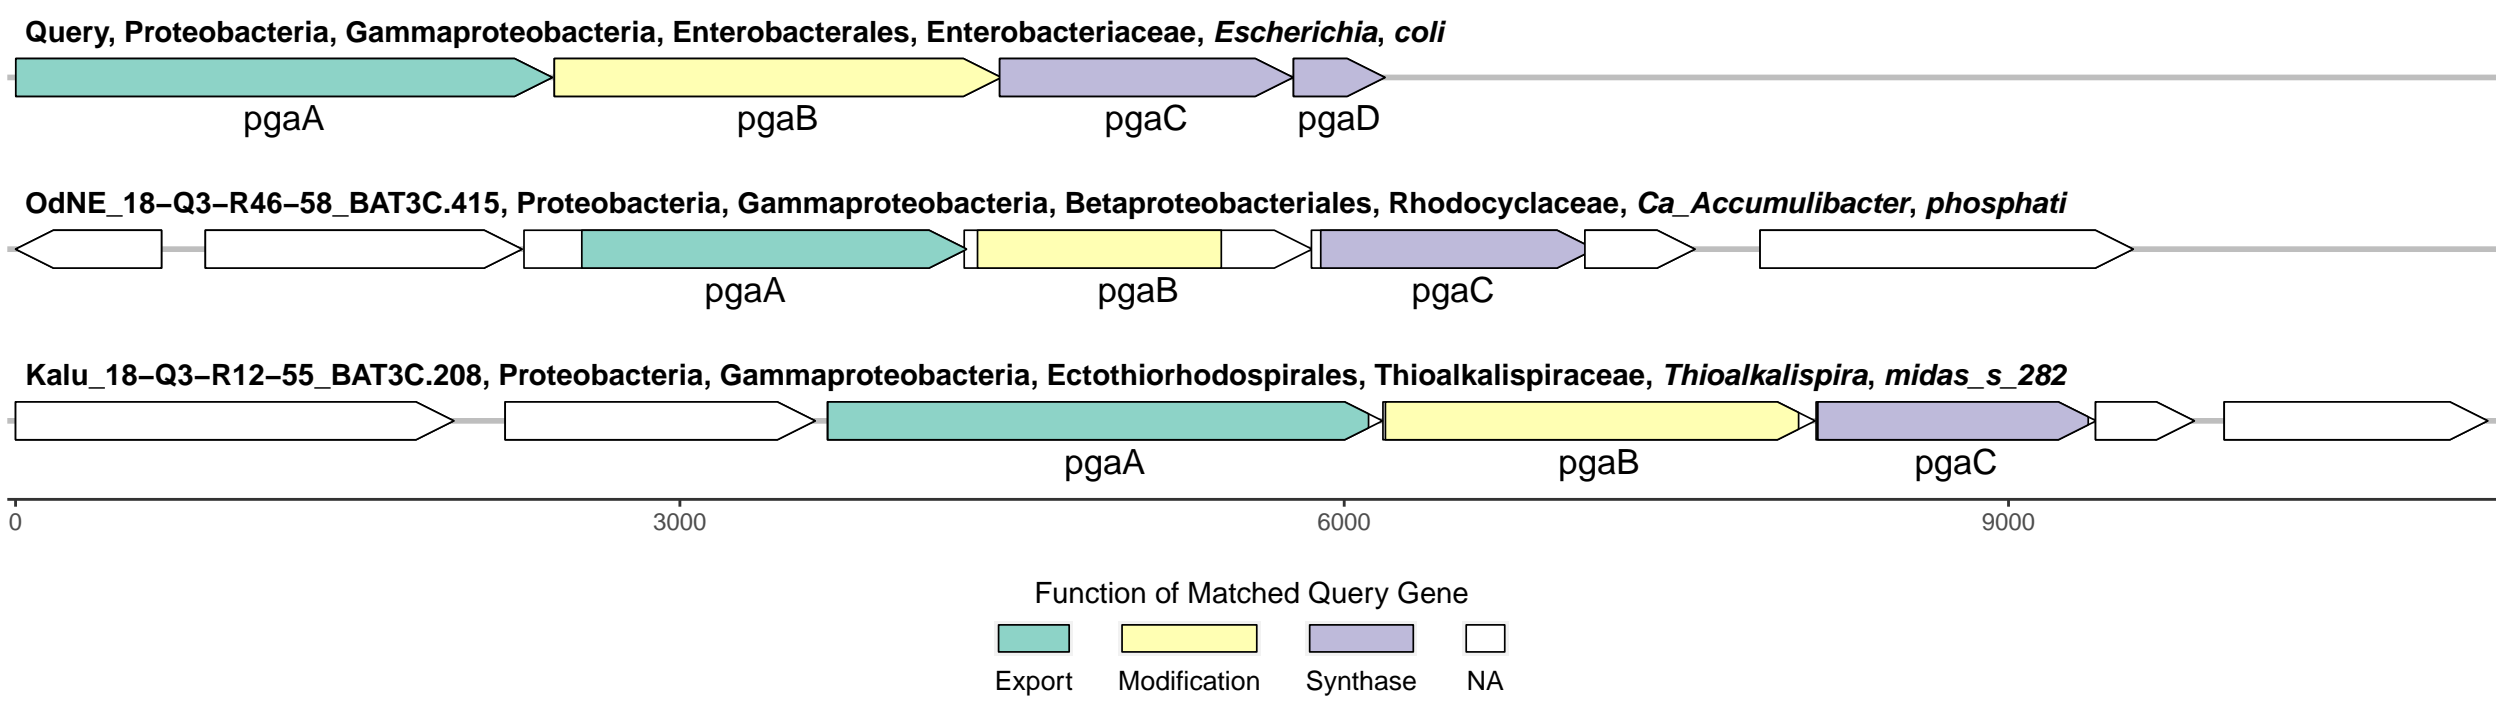 Query, Proteobacteria, Gammaproteobacteria, Enterobacterales, Enterobacteriaceae, Escherichia, coli
pgaA pgaB pgaC pgaD
OdNE_18–Q3–R46–58_BAT3C.415, Proteobacteria, Gammaproteobacteria, Betaproteobacteriales, Rhodocyclaceae, Ca_Accumulibacter, phosphati
pgaA pgaB pgaC
Kalu_18–Q3–R12–55_BAT3C.208, Proteobacteria, Gammaproteobacteria, Ectothiorhodospirales, Thioalkalispiraceae, Thioalkalispira, midas_s_282
pgaA pgaB pgaC
0 3000 6000 9000
Function of Matched Query Gene
Export Modification Synthase NA